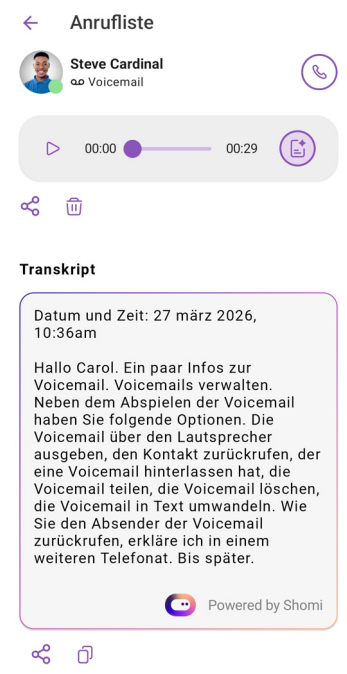 Anrufliste
Steve Cardinal
Voicemail
00:00 00:29
Transkript
Datum und Zeit: 27 märz 2026,
10:36am
Hallo Carol. Ein paar Infos zur
Voicemail. Voicemails verwalten.
Neben dem Abspielen der Voicemail
haben Sie folgende Optionen. Die
Voicemail über den Lautsprecher
ausgeben, den Kontakt zurückrufen, der
eine Voicemail hinterlassen hat, die
Voicemail teilen, die Voicemail löschen,
die Voicemail in Text umwandeln. Wie
Sie den Absender der Voicemail
zurückrufen, erkläre ich in einem
weiteren Telefonat. Bis später.
Powered by Shomi